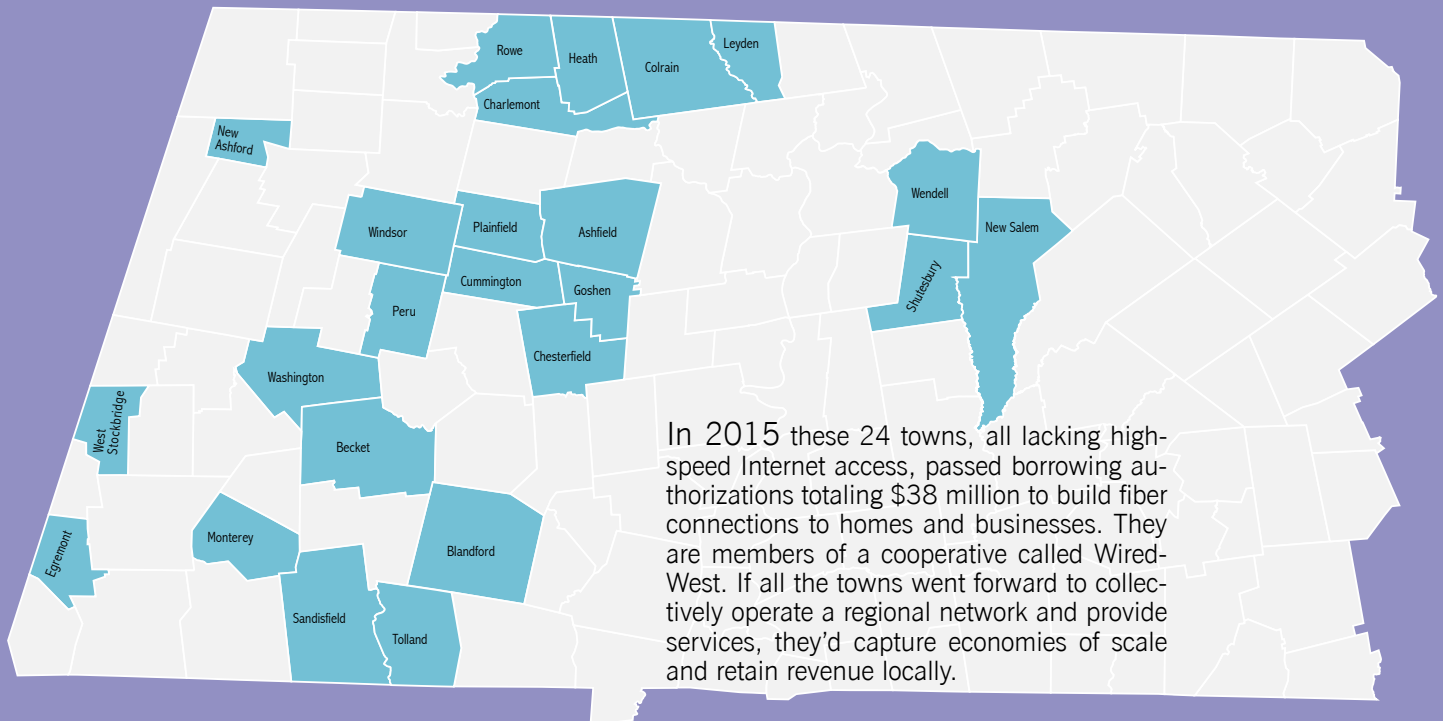 Rowe
Heath
Colrain
Leyden
Charlemont
New
Ashford
Windsor
Plainfield
Ashfield
Wendell
New Salem
Shutesbury
Cummington
Goshen
Peru
Chesterfield
Washington
West
Stockbridge
Becket
Monterey
Blandford
Egremont
Sandisfield
Tolland
In 2015 these 24 towns, all lacking high-
speed Internet access, passed borrowing au-
thorizations totaling $38 million to build fiber
connections to homes and businesses. They
are members of a cooperative called Wired-
West. If all the towns went forward to collec-
tively operate a regional network and provide
services, they’d capture economies of scale
and retain revenue locally.